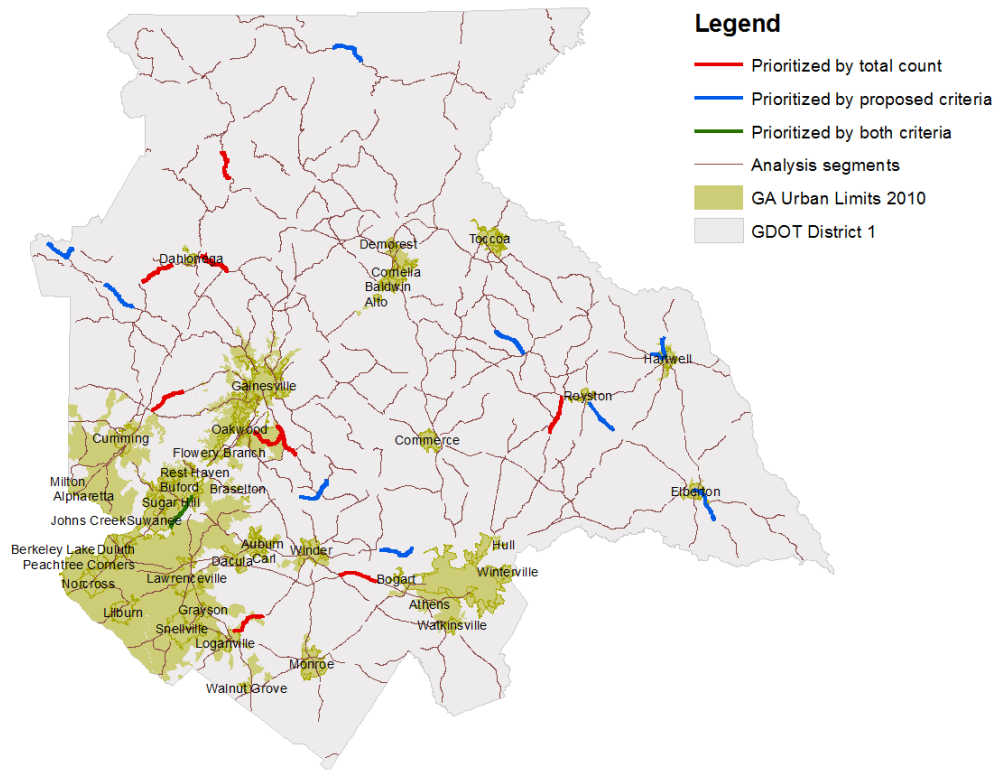 Legend
Prioritized by total count
Prioritized by proposed criteria
Prioritized by both criteria
Analysis segments
GA Urban Limits 2010
GDOT District 1
Demorest
Toccoa
Dahlonega
Cornelia
Baldwin
Alto
Hartwell
Gainesville
Royston
Oakwood
Cumming
Commerce
Flowery Branch
Rest Haven
Milton
Buford
Braselton
Alpharetta
Elberton
Sugar Hill
Johns Creek
Suwanee
Hull
Auburn
Berkeley Lake
Duluth
Winder
Dacula
Carl
Peachtree Corners
Winterville
Lawrenceville
Bogart
Norcross
Athens
Lilburn
Grayson
Watkinsville
Snellville
Loganville
Monroe
Walnut Grove